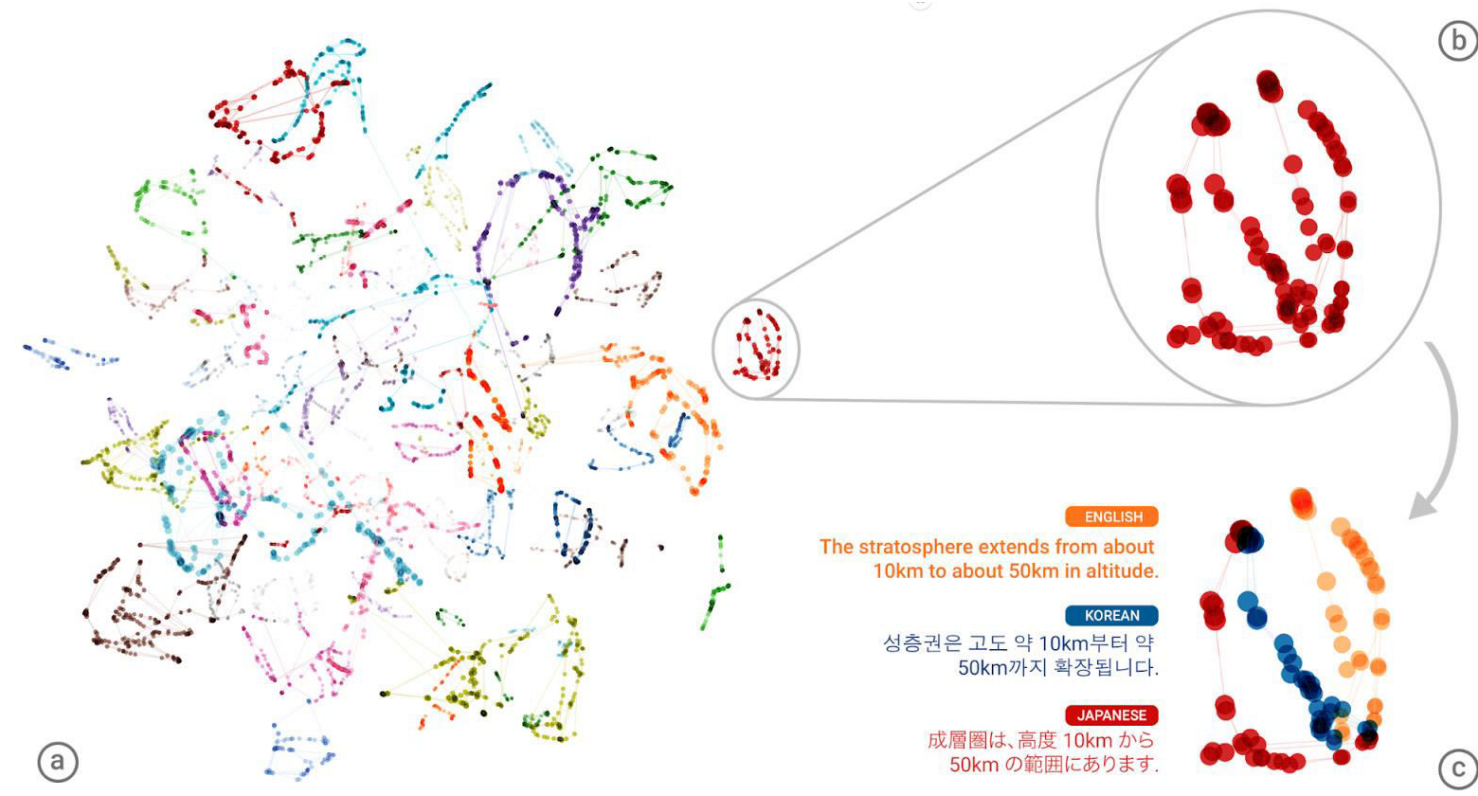 b
ENGLISH
The stratosphere extends from about
10km to about 50km in altitude.
KOREAN
성층권은 고도 약 10km부터 약
50km까지 확장됩니다.
JAPANESE
成層圏は、高度 10km から
50km の範囲にあります.
a
c